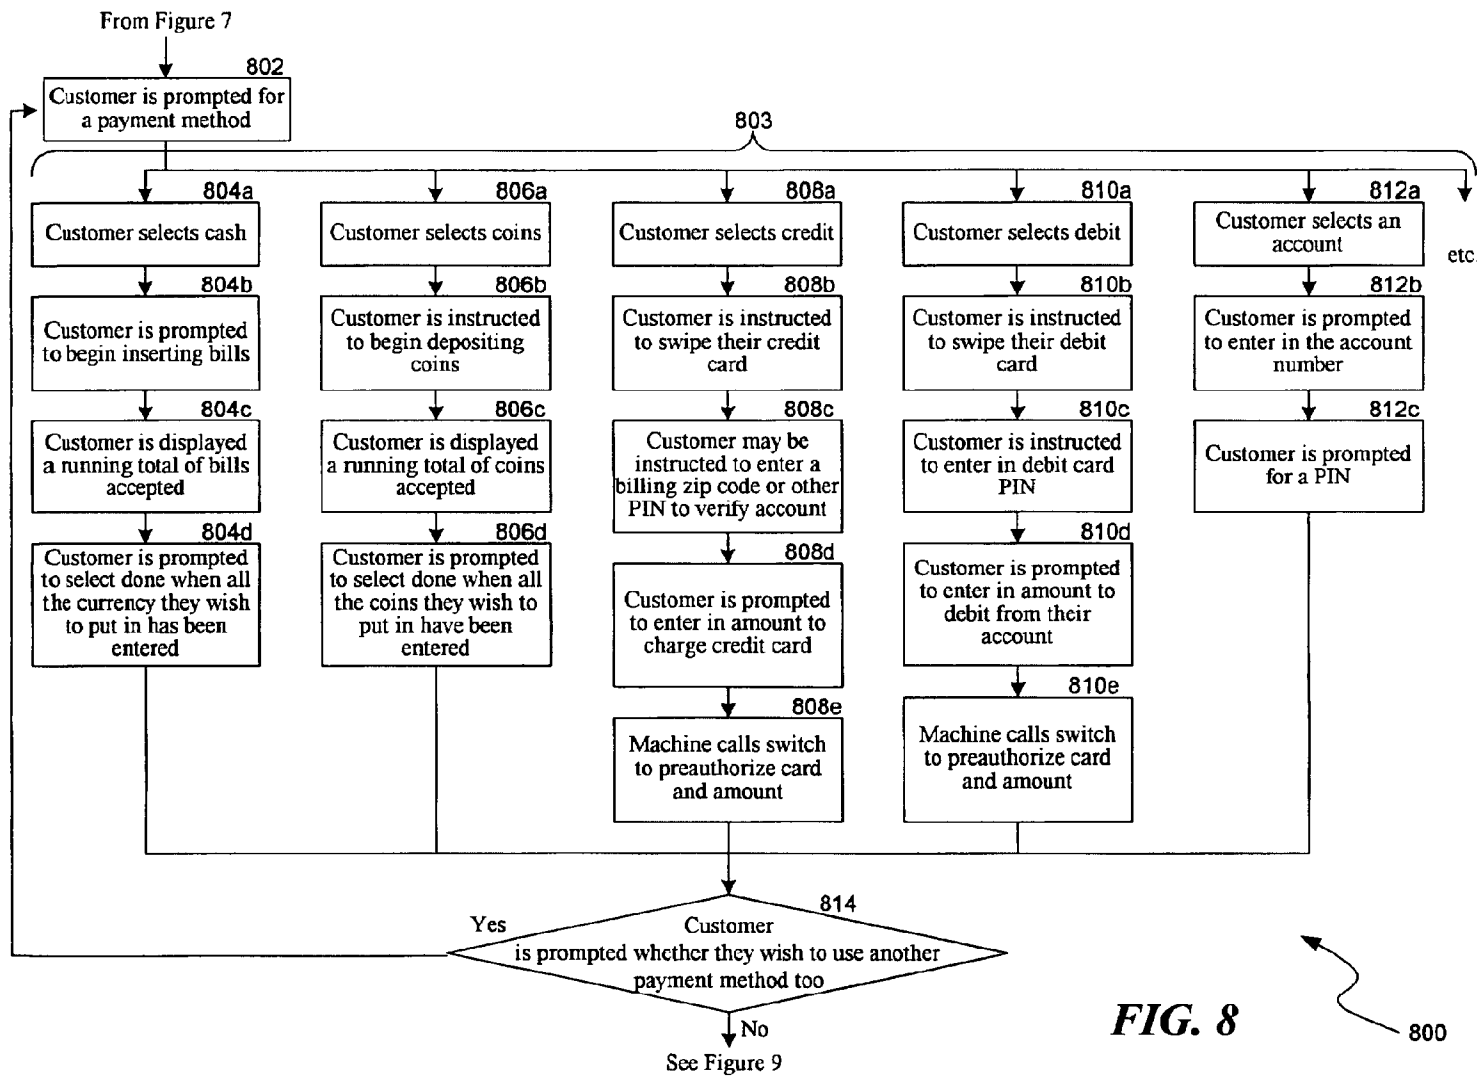 From Figure 7
802
Customer is prompted for
a payment method
803
804a
Customer selects cash
804b
Customer is prompted
to begin inserting bills
804c
Customer is displayed
a running total of bills
accepted
804d
Customer is prompted
to select done when all
the currency they wish
to put in has been
entered
806a
Customer selects coins
806b
Customer is instructed
to begin depositing
coins
806c
Customer is displayed
a running total of coins
accepted
806d
Customer is prompted
to select done when all
the coins they wish to
put in have been
entered
808a
Customer selects credit
808b
Customer is instructed
to swipe their credit
card
808c
Customer may be
instructed to enter a
billing zip code or other
PIN to verify account
808d
Customer is prompted
to enter in amount to
charge credit card
808e
Machine calls switch
to preauthorize card
and amount
810a
Customer selects debit
810b
Customer is instructed
to swipe their debit
card
810c
Customer is instructed
to enter in debit card
PIN
810d
Customer is prompted
to enter in amount to
debit from their
account
810e
Machine calls switch
to preauthorize card
and amount
812a
Customer selects an
account
812b
Customer is prompted
to enter in the account
number
812c
Customer is prompted
for a PIN
etc.
814
Customer
is prompted whether they wish to use another
payment method too
Yes
No
See Figure 9
FIG. 8
800